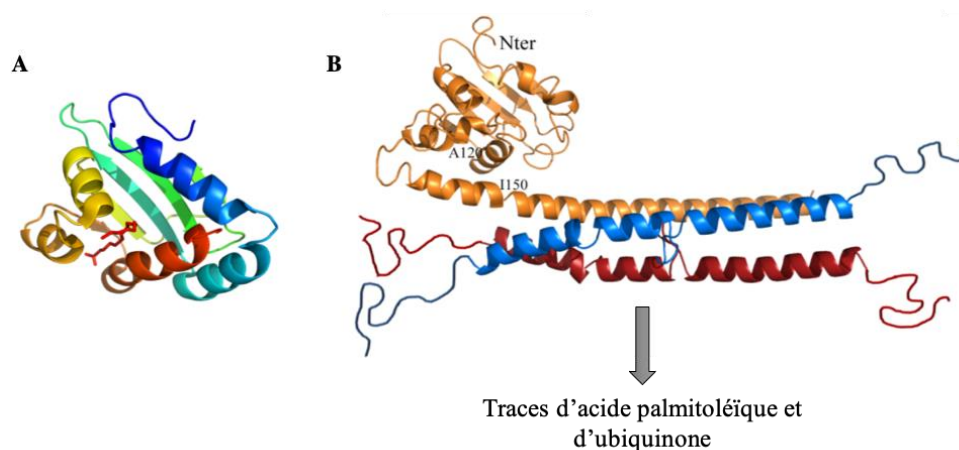 A
B
Nter
A120
I150
Traces d’acide palmitoléïque et
d’ubiquinone